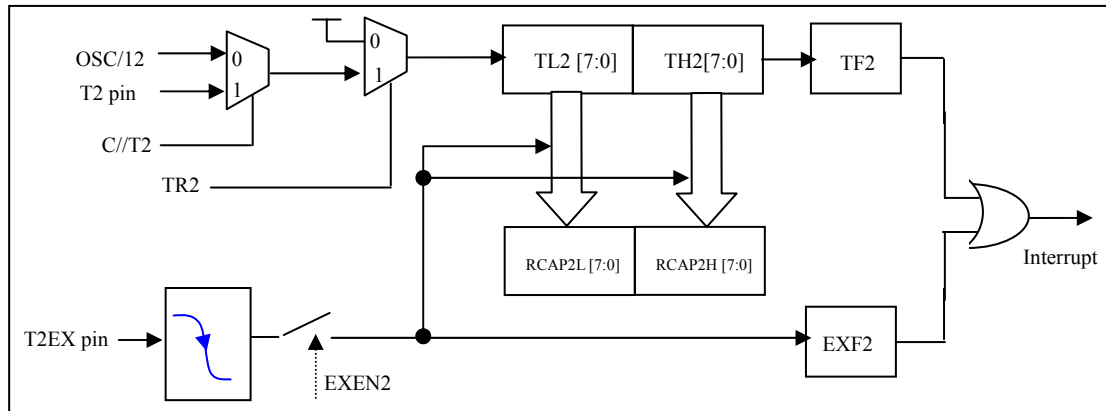 OSC/12
0
T2 pin
1
C//T2
0
1
TR2
TL2 [7:0]
TH2[7:0]
TF2
RCAP2L [7:0]
RCAP2H [7:0]
Interrupt
T2EX pin
EXEN2
EXF2